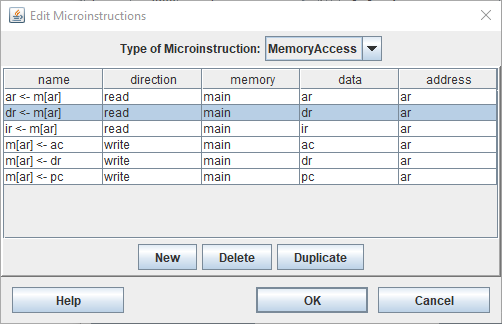 Edit Microinstructions
Type of Microinstruction: MemoryAccess
name direction memory data address
ar <- m[ar] read main ar ar
dr <- m[ar] read main dr ar
ir <- m[ar] read main ir ar
m[ar] <- ac write main ac ar
m[ar] <- dr write main dr ar
m[ar] <- pc write main pc ar
New Delete Duplicate
Help OK Cancel